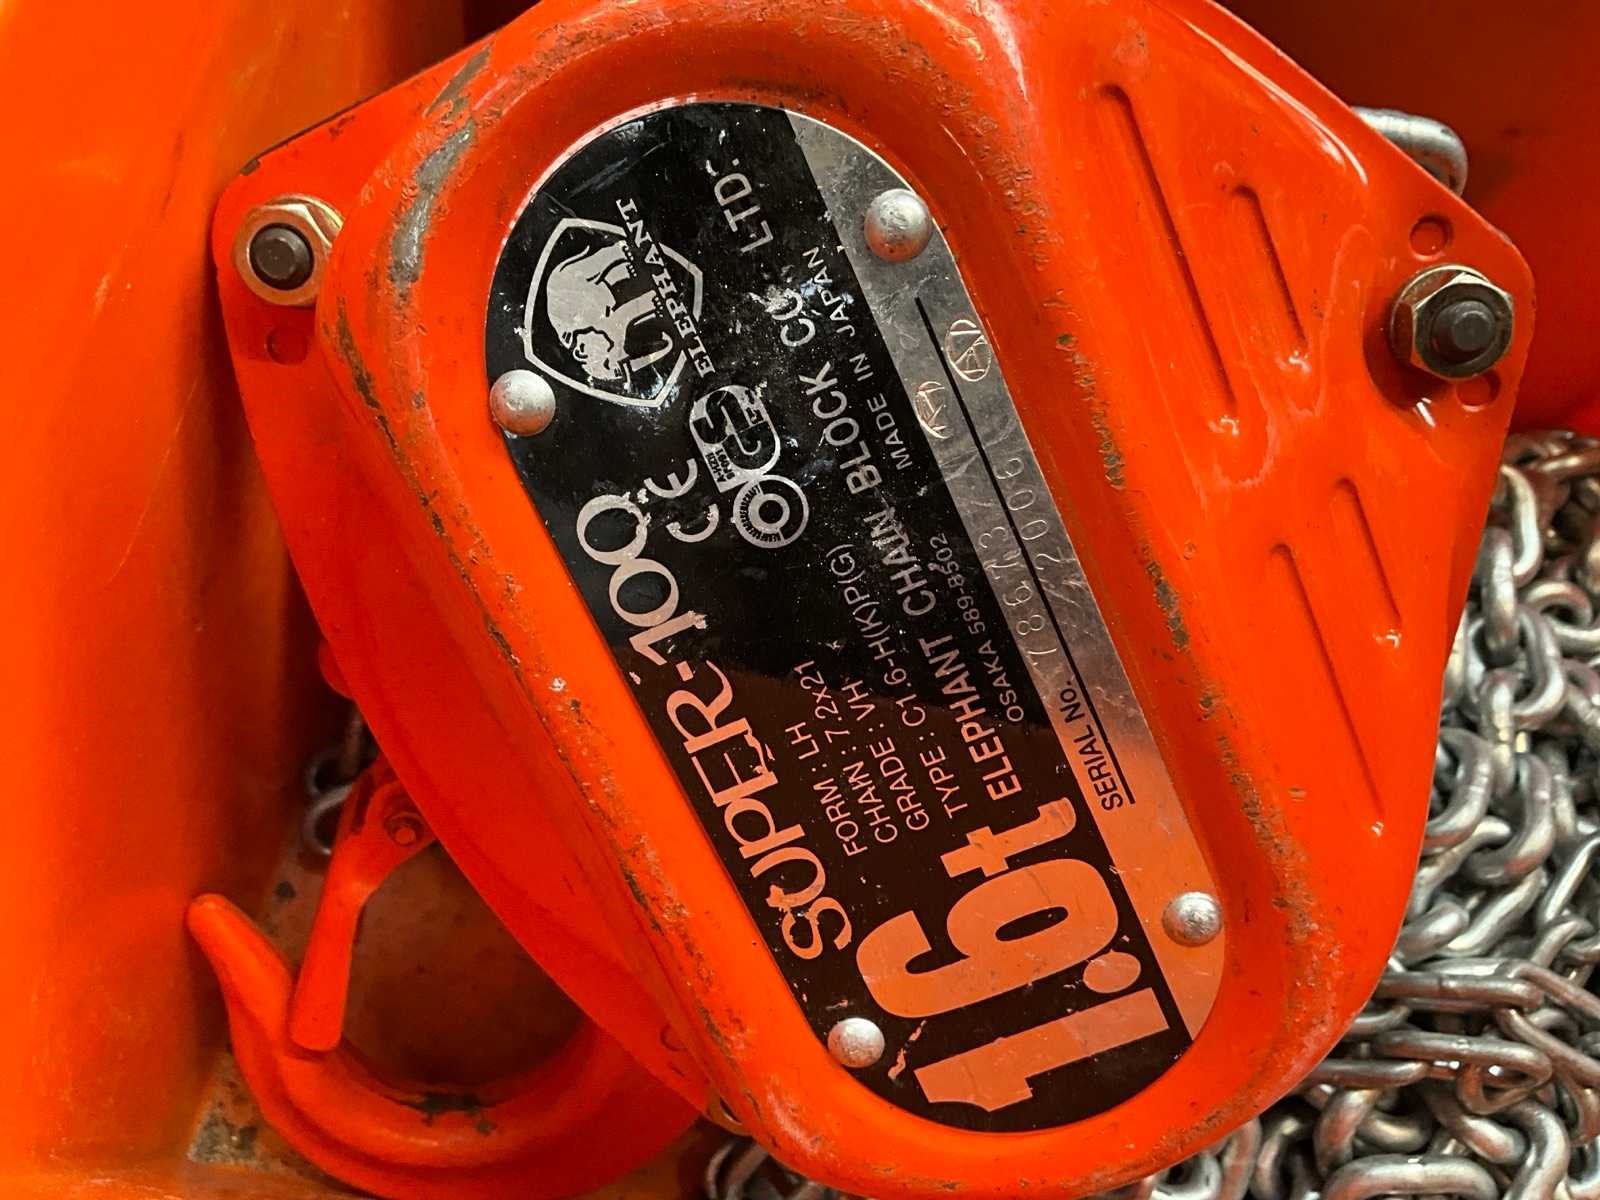 ELEPHANT
SUPER-100
CE
FORM : LH
CHAIN : 7.2x21
GRADE : VH
TYPE : C1.6-H(K)P(G)
1.6t
ELEPHANT CHAIN BLOCK CO. LTD.
OSAKA 589-8502 MADE IN JAPAN
SERIAL No.